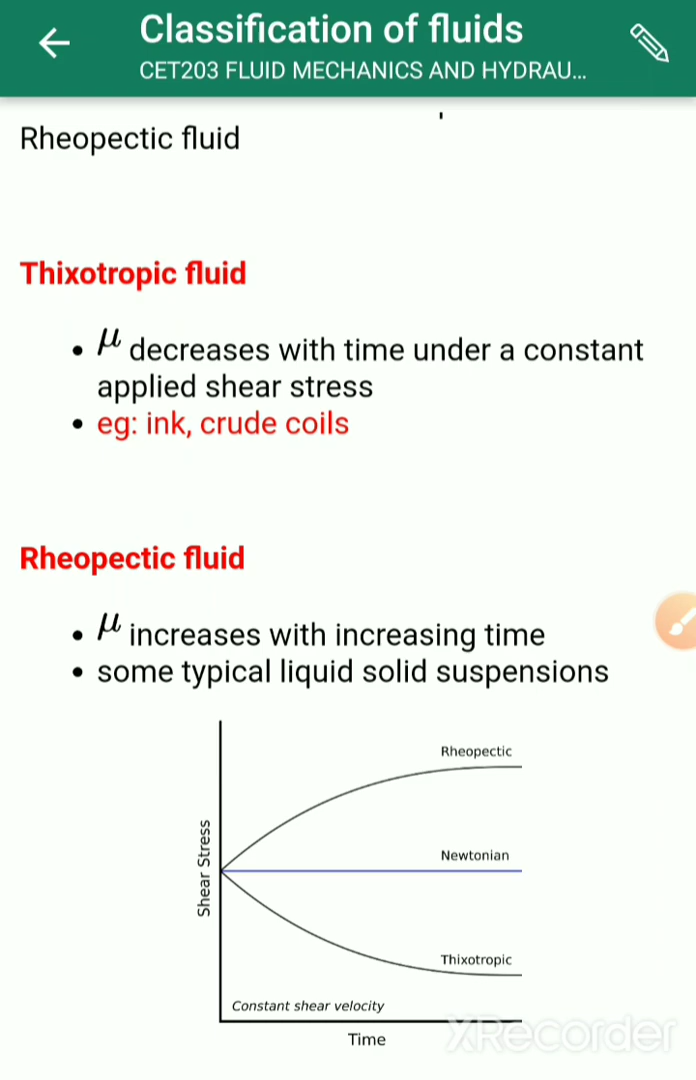 Classification of fluids
CET203 FLUID MECHANICS AND HYDRAU...
Rheopectic fluid
Thixotropic fluid
• μ decreases with time under a constant
applied shear stress
• eg: ink, crude coils
Rheopectic fluid
• μ increases with increasing time
• some typical liquid solid suspensions
Rheopectic
Newtonian
Shear Stress
Thixotropic
Constant shear velocity
Time
XRecorder